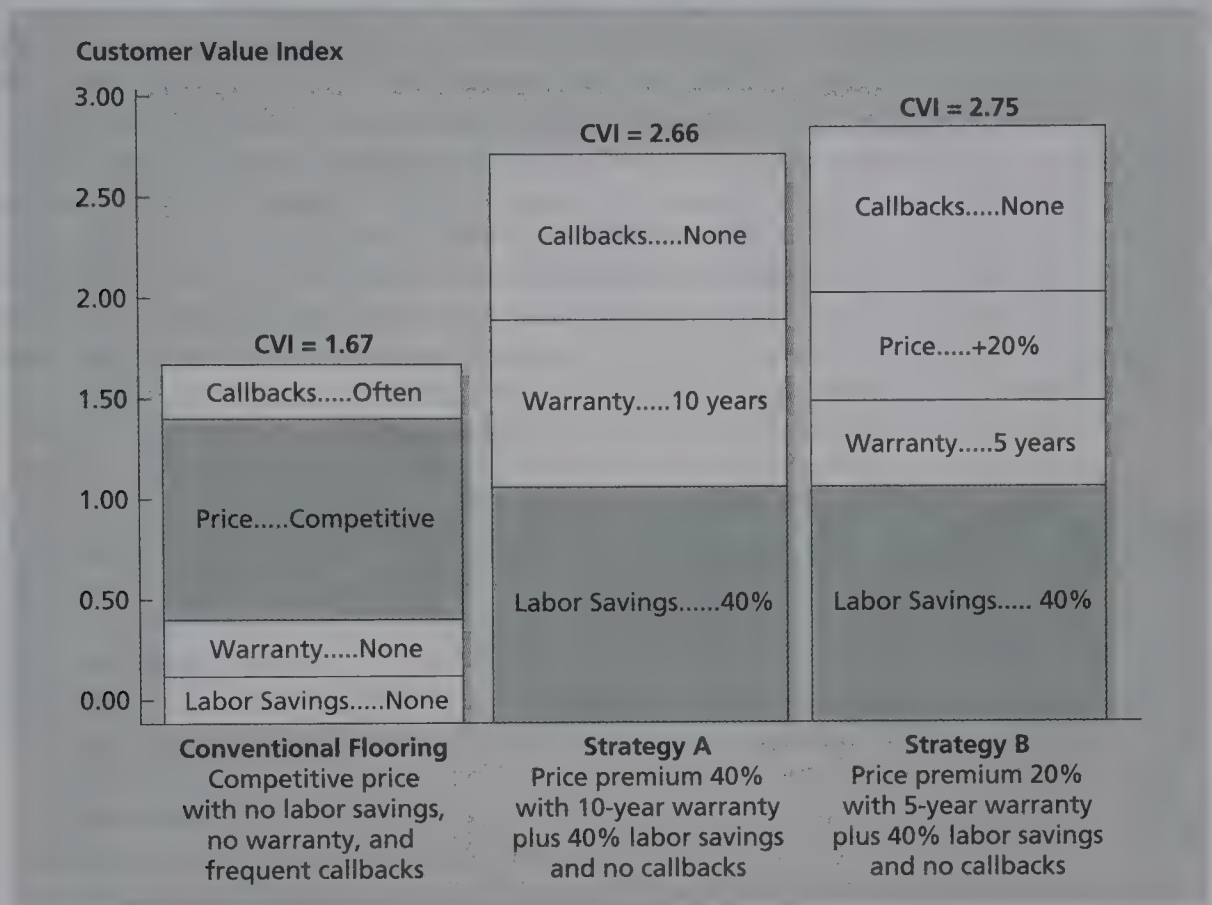 Customer Value Index
3.00
2.50
2.00
1.50
1.00
0.50
0.00
CVI = 1.67
Callbacks.....Often
Price.....Competitive
Warranty.....None
Labor Savings.....None
CVI = 2.66
Callbacks.....None
Warranty.....10 years
Labor Savings......40%
CVI = 2.75
Callbacks.....None
Price.....+20%
Warranty.....5 years
Labor Savings..... 40%
Conventional Flooring
Competitive price
with no labor savings,
no warranty, and
frequent callbacks
Strategy A
Price premium 40%
with 10-year warranty
plus 40% labor savings
and no callbacks
Strategy B
Price premium 20%
with 5-year warranty
plus 40% labor savings
and no callbacks